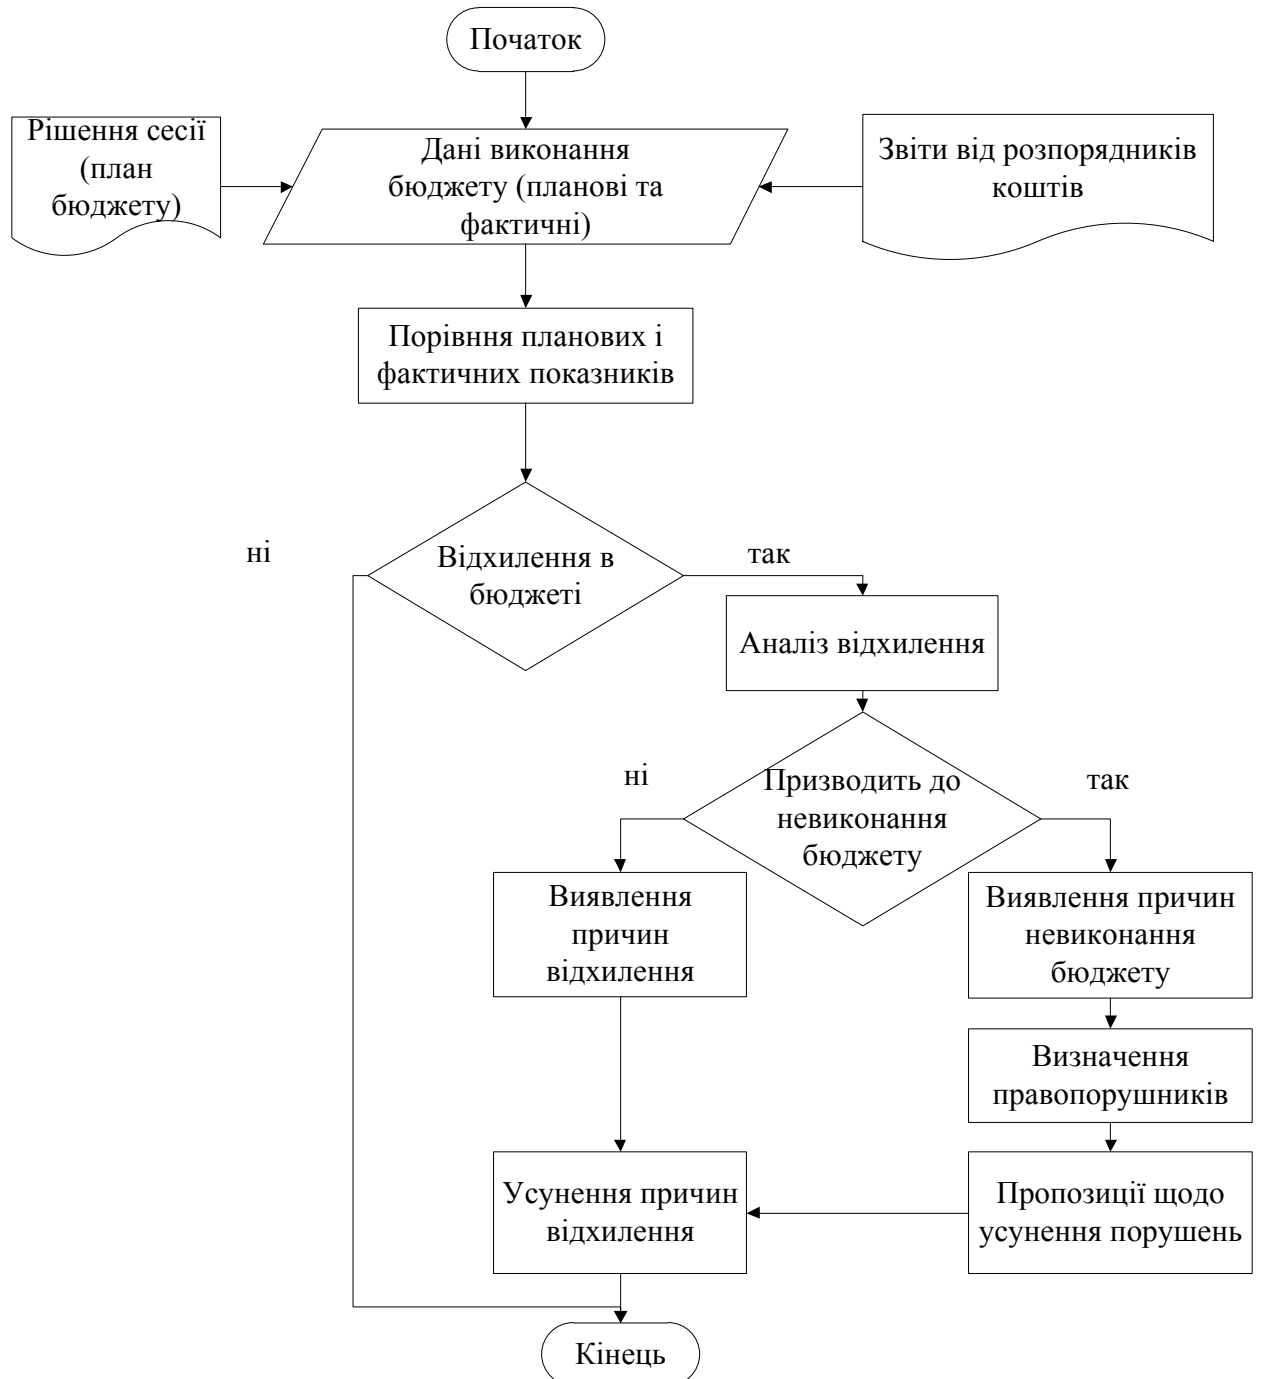 Початок
Рішення сесії
(план
бюджету)
Дані виконання
бюджету (планові та
фактичні)
Звіти від розпорядників
коштів
Порівння планових і
фактичних показників
ні
Відхилення в
бюджеті
так
Аналіз відхилення
ні
Призводить до
невиконання
бюджету
так
Виявлення
причин
відхилення
Виявлення причин
невиконання
бюджету
Визначення
правопорушників
Усунення причин
відхилення
Пропозиції щодо
усунення порушень
Кінець